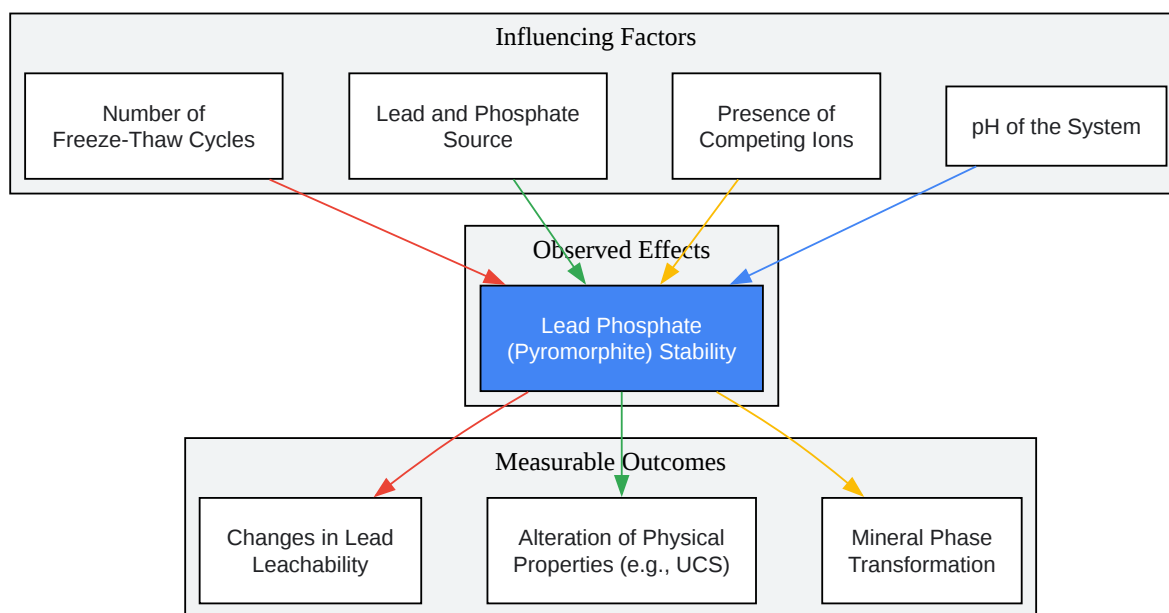 Influencing Factors
Number of
Freeze-Thaw Cycles
Lead and Phosphate
Source
Presence of
Competing Ions
pH of the System
Observed Effects
Lead Phosphate
(Pyromorphite) Stability
Measurable Outcomes
Changes in Lead
Leachability
Alteration of Physical
Properties (e.g., UCS)
Mineral Phase
Transformation